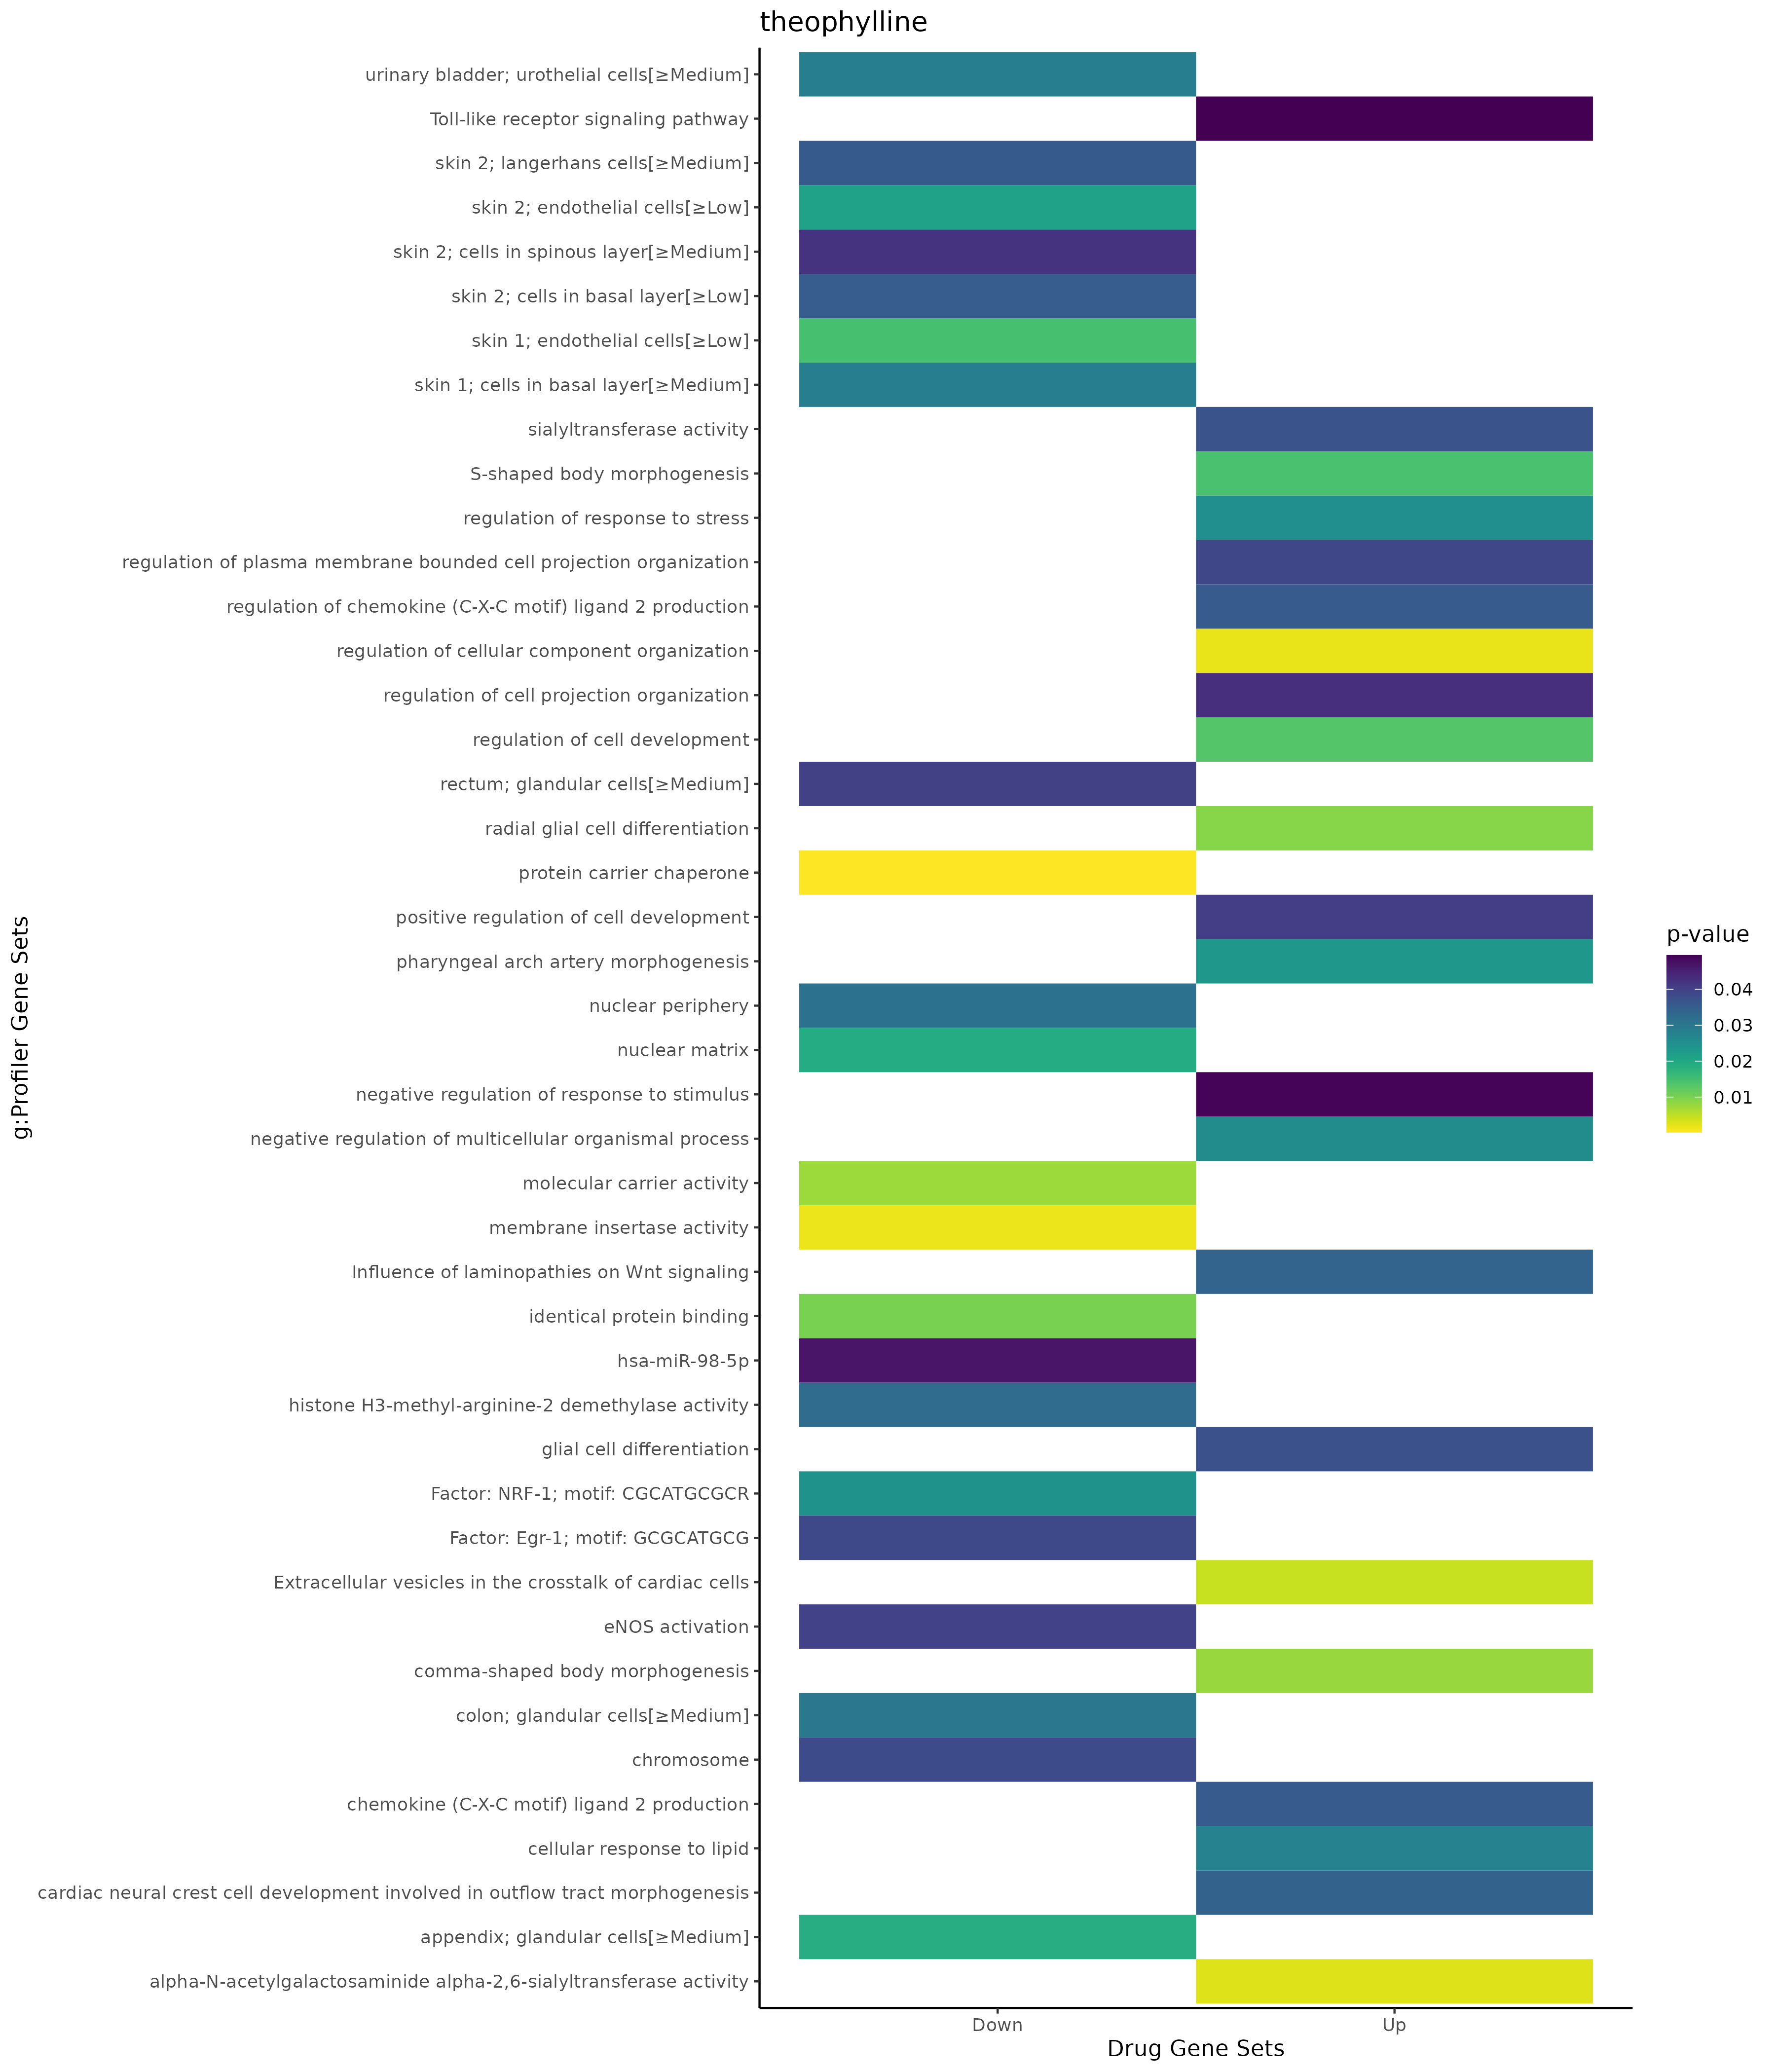 theophylline
urinary bladder; urothelial cells[≥Medium]
Toll-like receptor signaling pathway
skin 2; langerhans cells[≥Medium]
skin 2; endothelial cells[≥Low]
skin 2; cells in spinous layer[≥Medium]
skin 2; cells in basal layer[≥Low]
skin 1; endothelial cells[≥Low]
skin 1; cells in basal layer[≥Medium]
sialyltransferase activity
S-shaped body morphogenesis
regulation of response to stress
regulation of plasma membrane bounded cell projection organization
regulation of chemokine (C-X-C motif) ligand 2 production
regulation of cellular component organization
regulation of cell projection organization
regulation of cell development
rectum; glandular cells[≥Medium]
radial glial cell differentiation
protein carrier chaperone
positive regulation of cell development
pharyngeal arch artery morphogenesis
nuclear periphery
nuclear matrix
negative regulation of response to stimulus
negative regulation of multicellular organismal process
molecular carrier activity
membrane insertase activity
Influence of laminopathies on Wnt signaling
identical protein binding
hsa-miR-98-5p
histone H3-methyl-arginine-2 demethylase activity
glial cell differentiation
Factor: NRF-1; motif: CGCATGCGCR
Factor: Egr-1; motif: GCGCATGCG
Extracellular vesicles in the crosstalk of cardiac cells
eNOS activation
comma-shaped body morphogenesis
colon; glandular cells[≥Medium]
chromosome
chemokine (C-X-C motif) ligand 2 production
cellular response to lipid
cardiac neural crest cell development involved in outflow tract morphogenesis
appendix; glandular cells[≥Medium]
alpha-N-acetylgalactosaminide alpha-2,6-sialyltransferase activity
g:Profiler Gene Sets
Down
Up
Drug Gene Sets
p-value
0.04
0.03
0.02
0.01